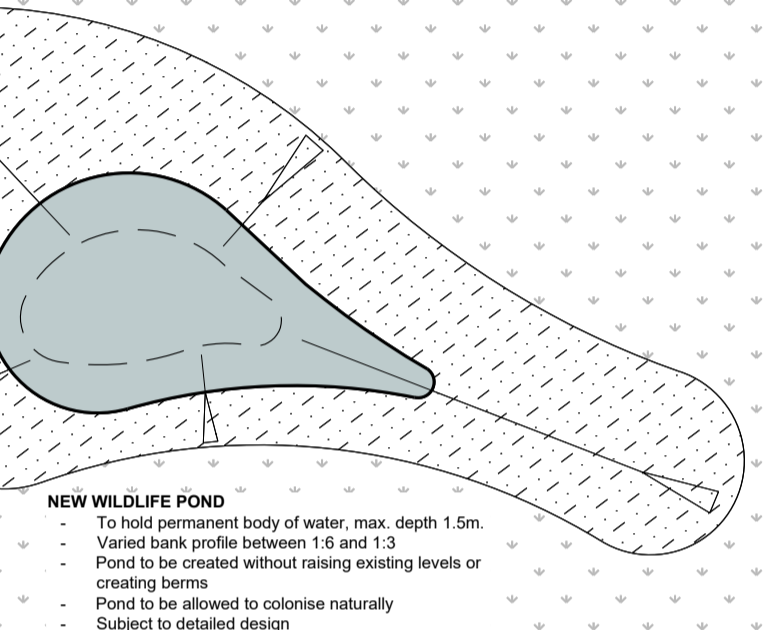 NEW WILDLIFE POND
- To hold permanent body of water, max. depth 1.5m.
- Varied bank profile between 1:6 and 1:3
- Pond to be created without raising existing levels or
creating berms
- Pond to be allowed to colonise naturally
- Subject to detailed design